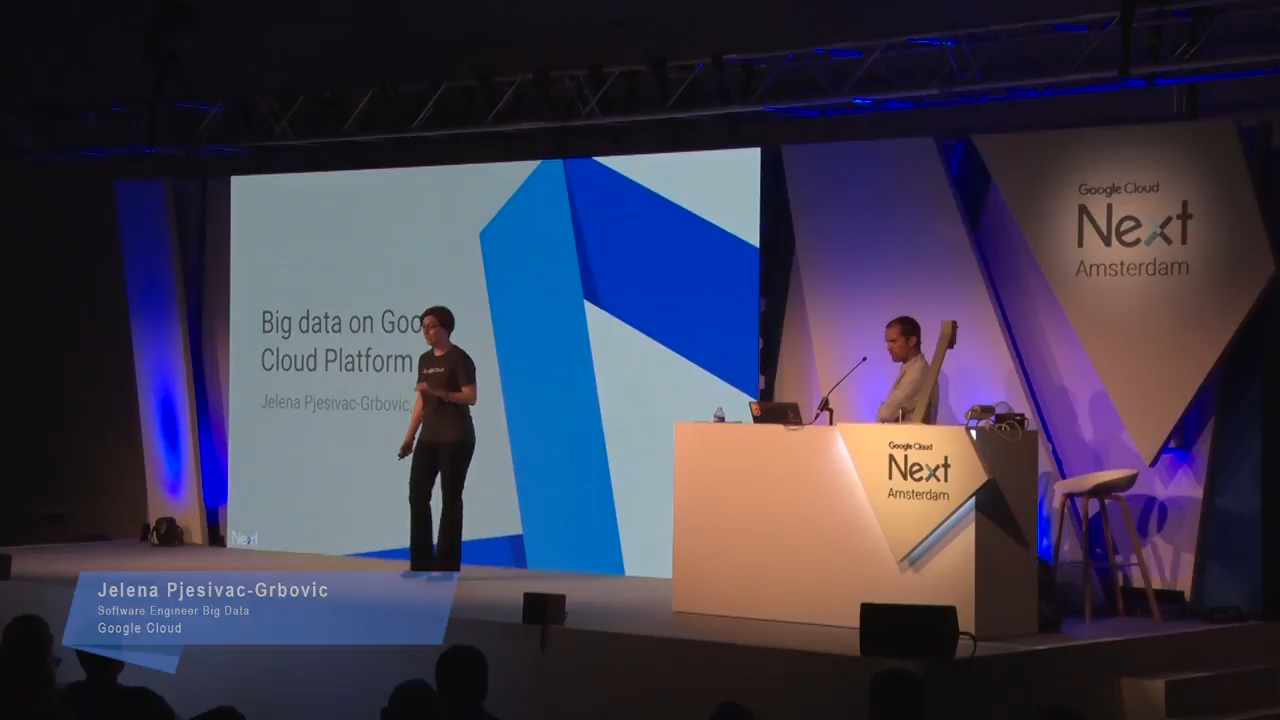 Google Cloud
Next
Amsterdam
Big data on Goo
Cloud Platform
Jelena Pjesivac-Grbovic,
Google Cloud
Next
Amsterdam
Next
Jelena Pjesivac-Grbovic
Software Engineer Big Data
Google Cloud